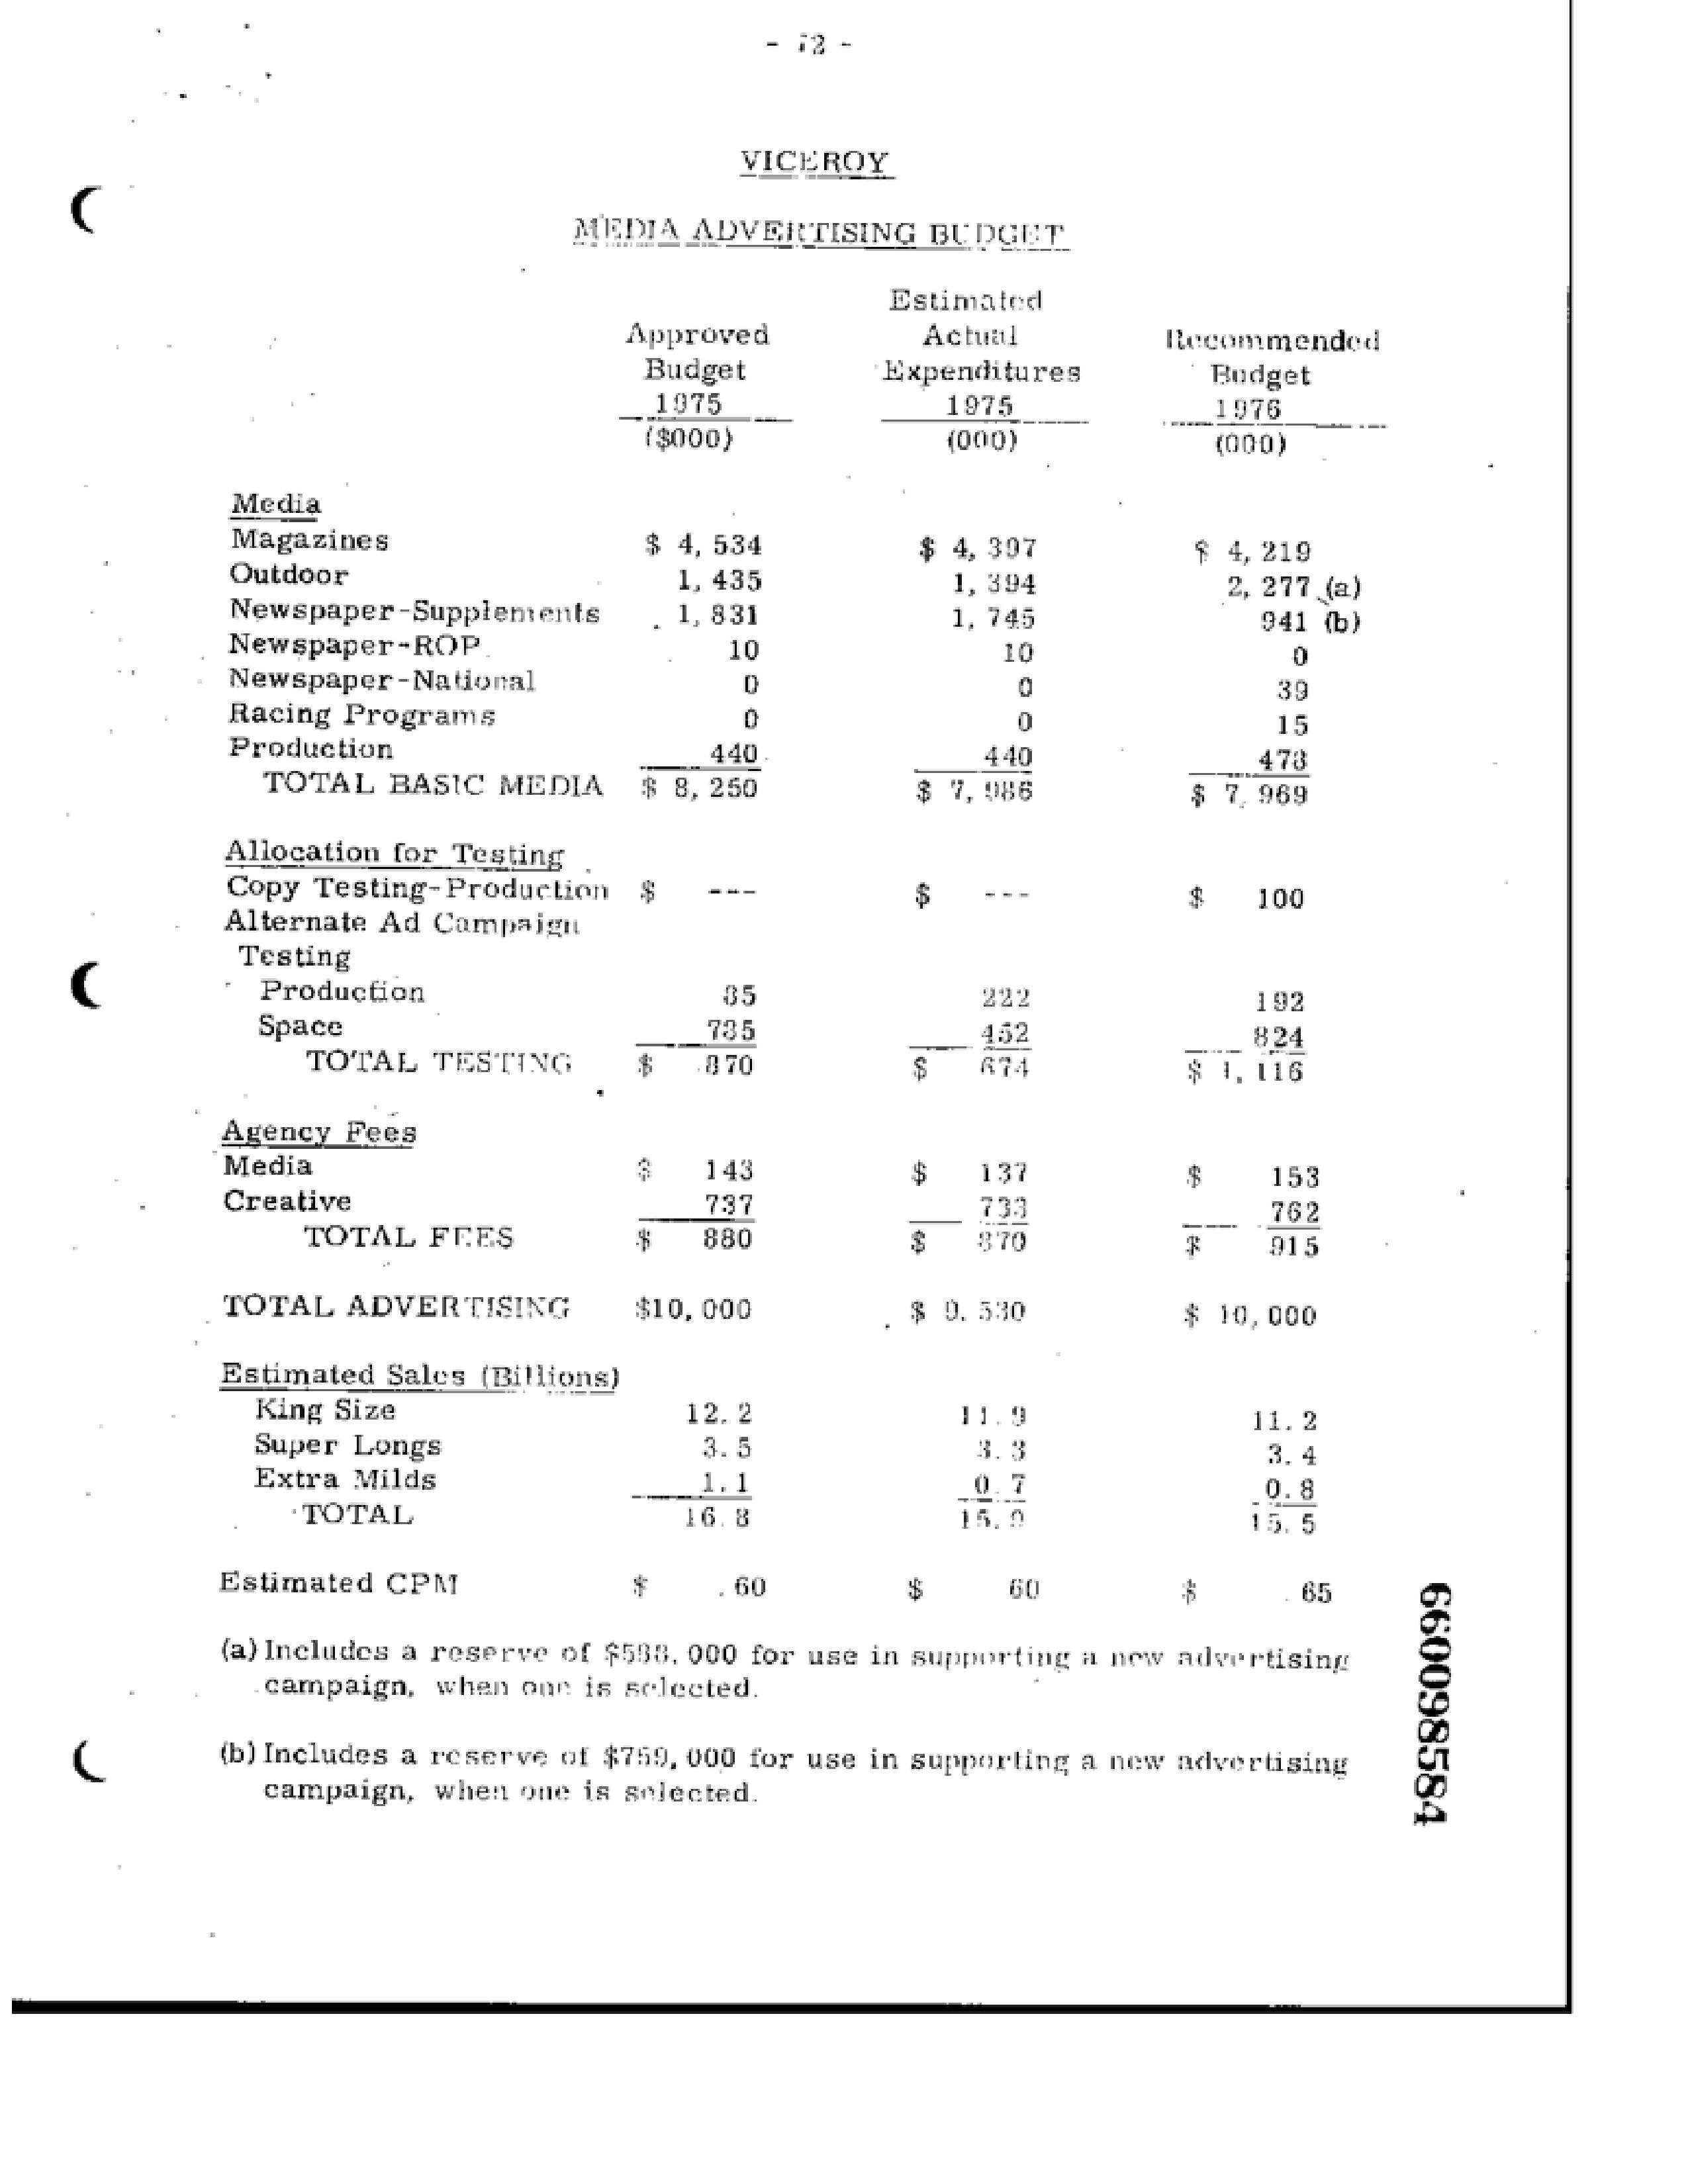 - 72 -
VICEROY
MEDIA ADVERTISING BUDGET
Estimated
Approved Actual Recommended
Budget Expenditures Budget
1975 1975 1976
($000) (000) (000)
Media
Magazines $ 4, 534 $ 4, 397 $ 4, 219
Outdoor 1, 435 1, 394 2, 277 (a)
Newspaper-Supplements 1, 831 1, 745 941 (b)
Newspaper-ROP 10 10 0
Newspaper-National 0 0 39
Racing Programs 0 0 15
Production 440 440 478
TOTAL BASIC MEDIA $ 8, 250 $ 7, 986 $ 7, 969
Allocation for Testing
Copy Testing-Production $ --- $ --- $ 100
Alternate Ad Campaign
Testing
Production 85 222 192
Space 785 452 824
TOTAL TESTING $ 870 $ 674 $ 1, 116
Agency Fees
Media $ 143 $ 137 $ 153
Creative 737 733 762
TOTAL FEES $ 880 $ 870 $ 915
TOTAL ADVERTISING $10, 000 $ 9, 530 $ 10, 000
Estimated Sales (Billions)
King Size 12. 2 11. 9 11. 2
Super Longs 3. 5 3. 3 3. 4
Extra Milds 1. 1 0. 7 0. 8
TOTAL 16. 8 15. 9 15. 5
Estimated CPM $ . 60 $ 60 $ . 65
(a) Includes a reserve of $588, 000 for use in supporting a new advertising
campaign, when one is selected.
(b) Includes a reserve of $759, 000 for use in supporting a new advertising
campaign, when one is selected.
660098584